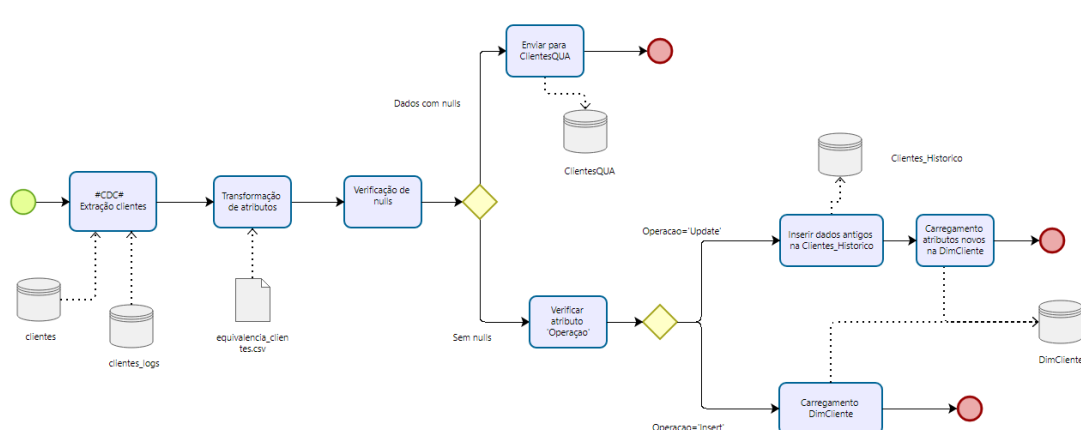 Enviar para
ClientesQUA
Dados com nulls
ClientesQUA
Clientes_Historico
#CDC#
Extração clientes
Transformação
de atributos
Verificação de
nulls
Operacao='Update'
Inserir dados antigos
na Clientes_Historico
Carregamento
atributos novos
na DimCliente
clientes
clientes_logs
equivalencia_clien
tes.csv
Sem nulls
Verificar
atributo
'Operaçao'
DimCliente
Carregamento
DimCliente
Operacao='Insert'